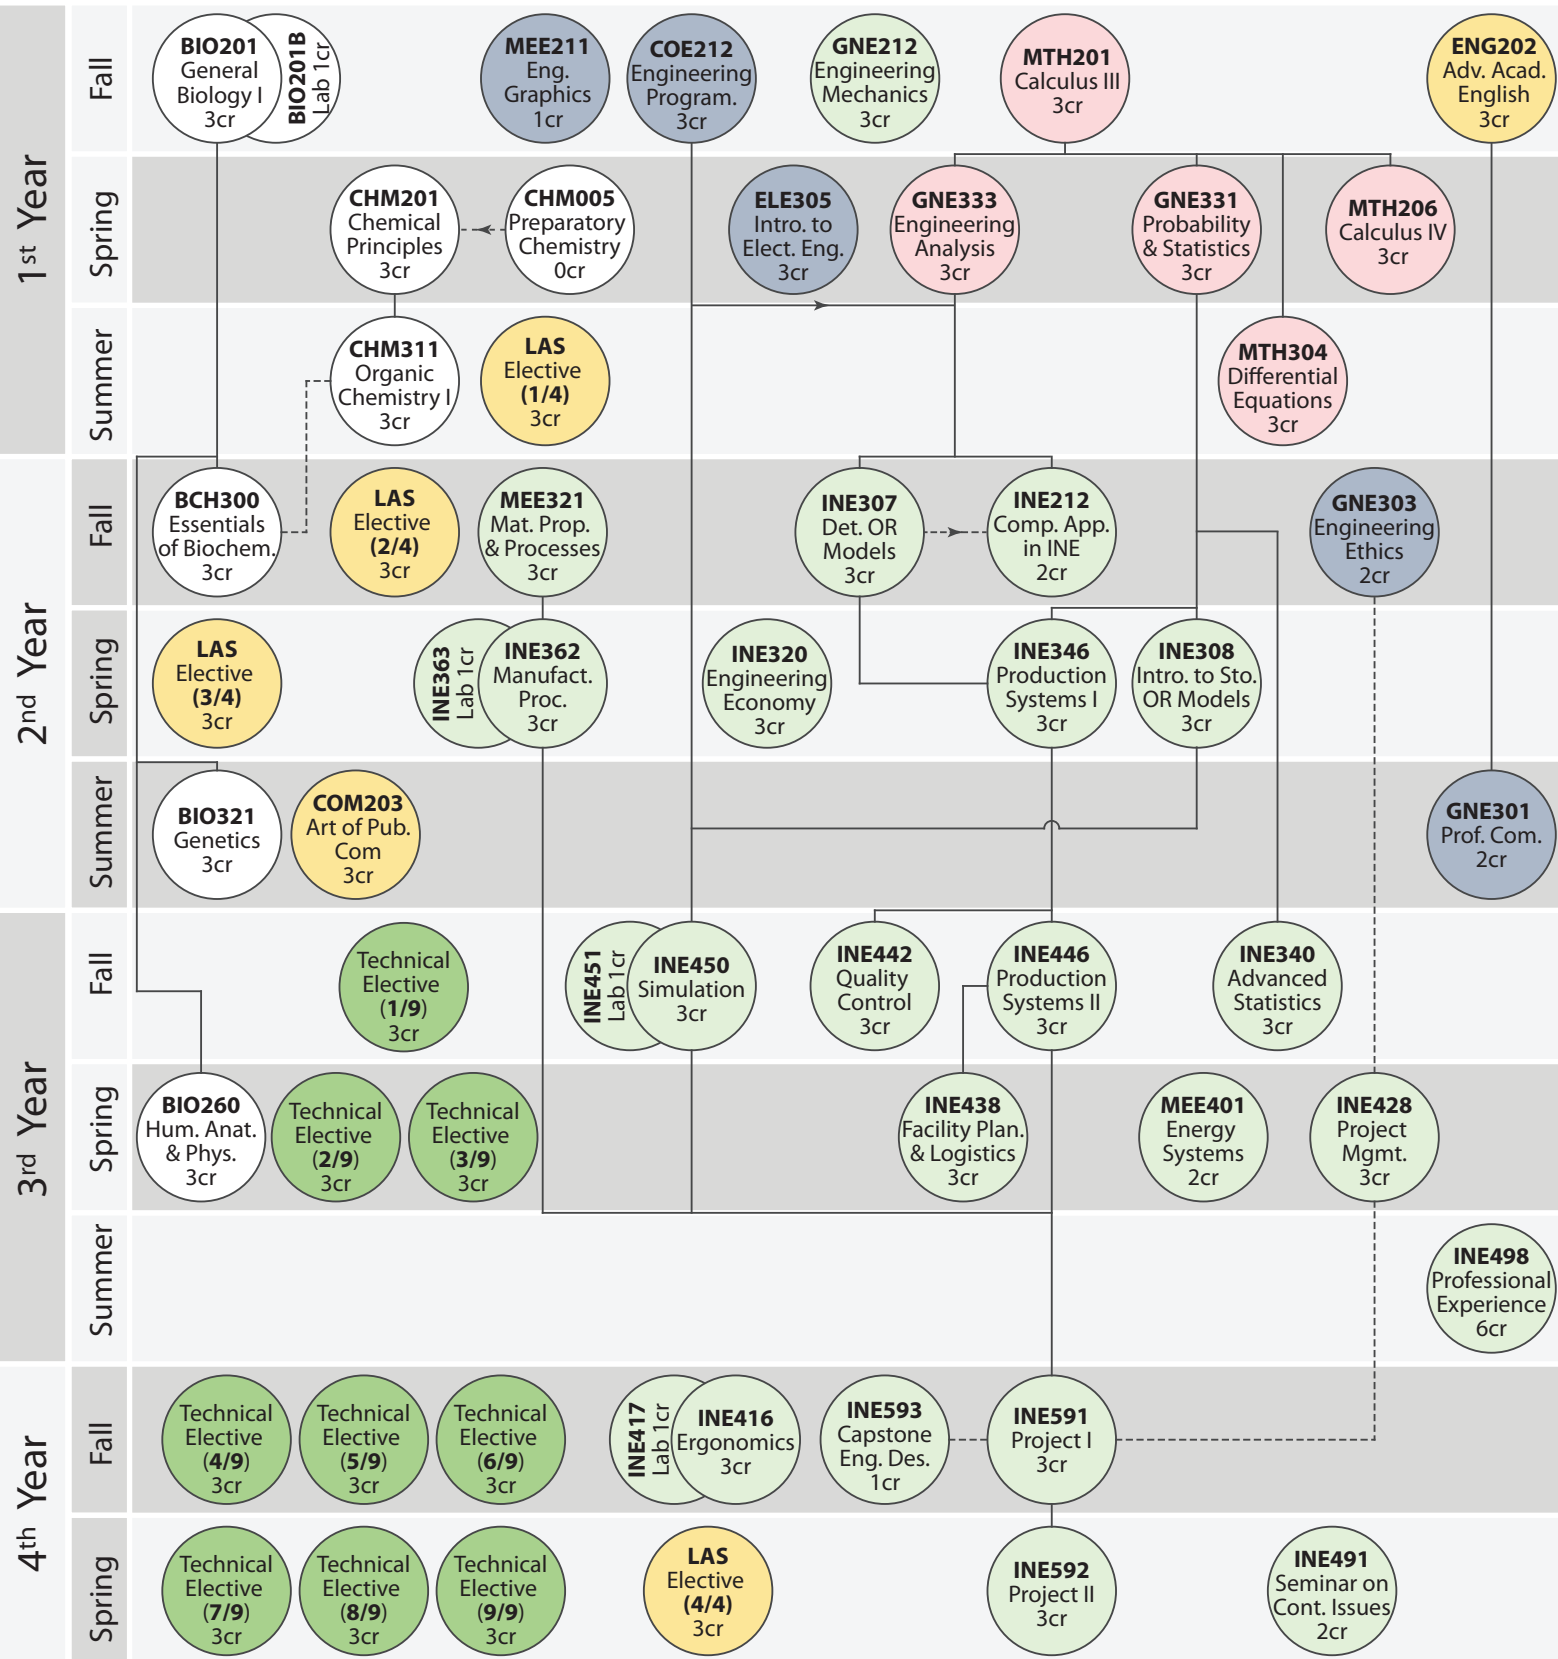 1st Year
Fall
BIO201
General
Biology I
3cr
BIO201B
Lab 1cr
MEE211
Eng.
Graphics
1cr
COE212
Engineering
Program.
3cr
GNE212
Engineering
Mechanics
3cr
MTH201
Calculus III
3cr
ENG202
Adv. Acad.
English
3cr
Spring
CHM201
Chemical
Principles
3cr
CHM005
Preparatory
Chemistry
0cr
ELE305
Intro. to
Elect. Eng.
3cr
GNE333
Engineering
Analysis
3cr
GNE331
Probability
& Statistics
3cr
MTH206
Calculus IV
3cr
Summer
CHM311
Organic
Chemistry I
3cr
LAS
Elective
(1/4)
3cr
MTH304
Differential
Equations
3cr
2nd Year
Fall
BCH300
Essentials
of Biochem.
3cr
LAS
Elective
(2/4)
3cr
MEE321
Mat. Prop.
& Processes
3cr
INE307
Det. OR
Models
3cr
INE212
Comp. App.
in INE
2cr
GNE303
Engineering
Ethics
2cr
Spring
LAS
Elective
(3/4)
3cr
INE363
Lab 1cr
INE362
Manufact.
Proc.
3cr
INE320
Engineering
Economy
3cr
INE346
Production
Systems I
3cr
INE308
Intro. to Sto.
OR Models
3cr
Summer
BIO321
Genetics
3cr
COM203
Art of Pub.
Com
3cr
GNE301
Prof. Com.
2cr
3rd Year
Fall
Technical
Elective
(1/9)
3cr
INE451
Lab 1cr
INE450
Simulation
3cr
INE442
Quality
Control
3cr
INE446
Production
Systems II
3cr
INE340
Advanced
Statistics
3cr
Spring
BIO260
Hum. Anat.
& Phys.
3cr
Technical
Elective
(2/9)
3cr
Technical
Elective
(3/9)
3cr
INE438
Facility Plan.
& Logistics
3cr
MEE401
Energy
Systems
2cr
INE428
Project
Mgmt.
3cr
Summer
INE498
Professional
Experience
6cr
4th Year
Fall
Technical
Elective
(4/9)
3cr
Technical
Elective
(5/9)
3cr
Technical
Elective
(6/9)
3cr
INE417
Lab 1cr
INE416
Ergonomics
3cr
INE593
Capstone
Eng. Des.
1cr
INE591
Project I
3cr
Spring
Technical
Elective
(7/9)
3cr
Technical
Elective
(8/9)
3cr
Technical
Elective
(9/9)
3cr
LAS
Elective
(4/4)
3cr
INE592
Project II
3cr
INE491
Seminar on
Cont. Issues
2cr